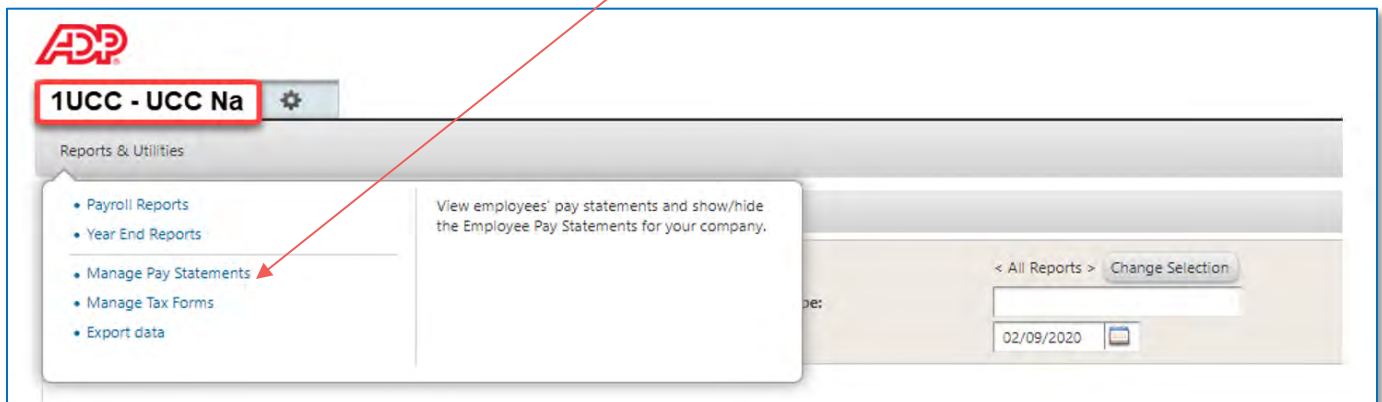 ADP
1UCC - UCC Na
Reports & Utilities
• Payroll Reports
• Year End Reports
• Manage Pay Statements
• Manage Tax Forms
• Export data
View employees' pay statements and show/hide
the Employee Pay Statements for your company.
< All Reports > Change Selection
pe:
02/09/2020